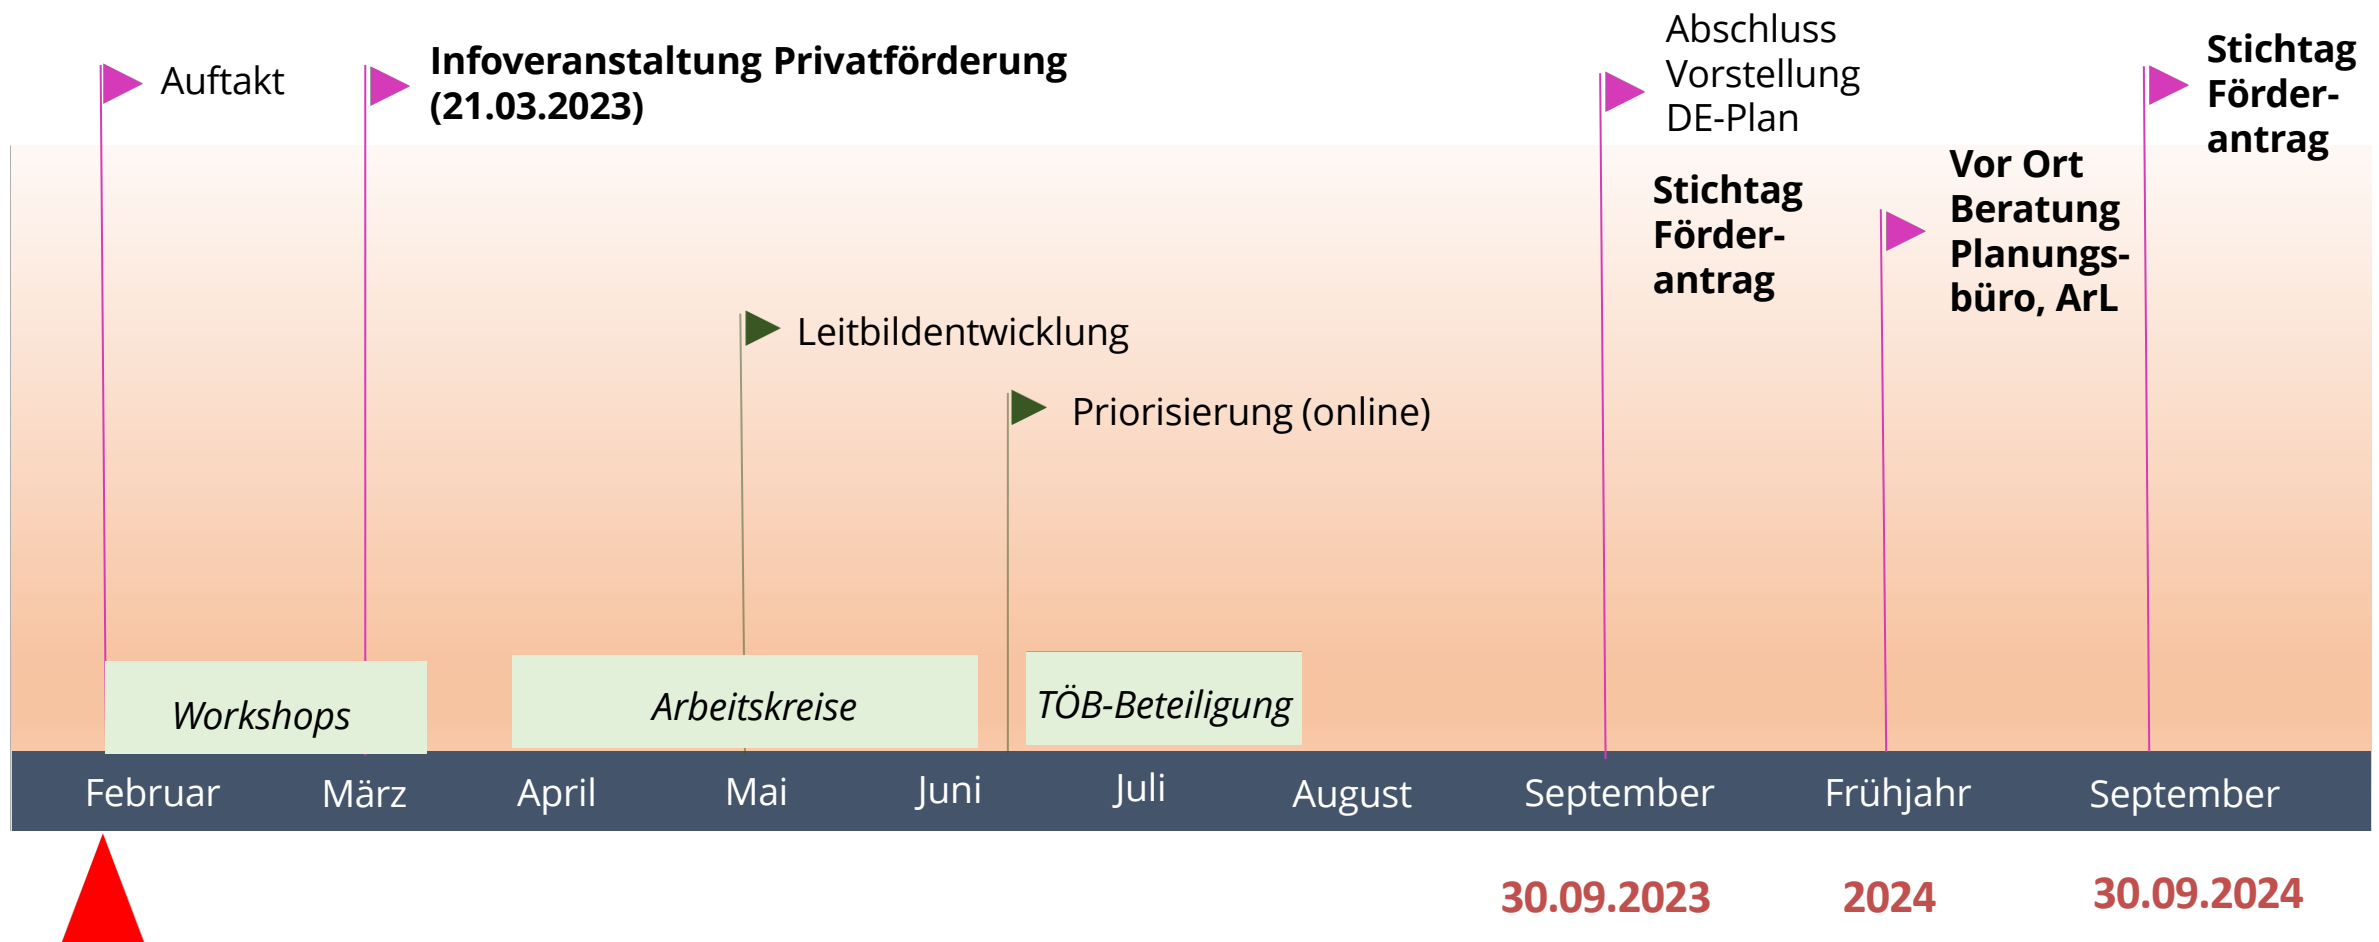 Auftakt
Infoveranstaltung Privatförderung
(21.03.2023)
Abschluss
Vorstellung
DE-Plan
Stichtag
Förder-
antrag
Vor Ort
Beratung
Planungs-
büro, ArL
Stichtag
Förder-
antrag
Leitbildentwicklung
Priorisierung (online)
Workshops
Arbeitskreise
TÖB-Beteiligung
Februar
März
April
Mai
Juni
Juli
August
September
Frühjahr
September
30.09.2023
2024
30.09.2024